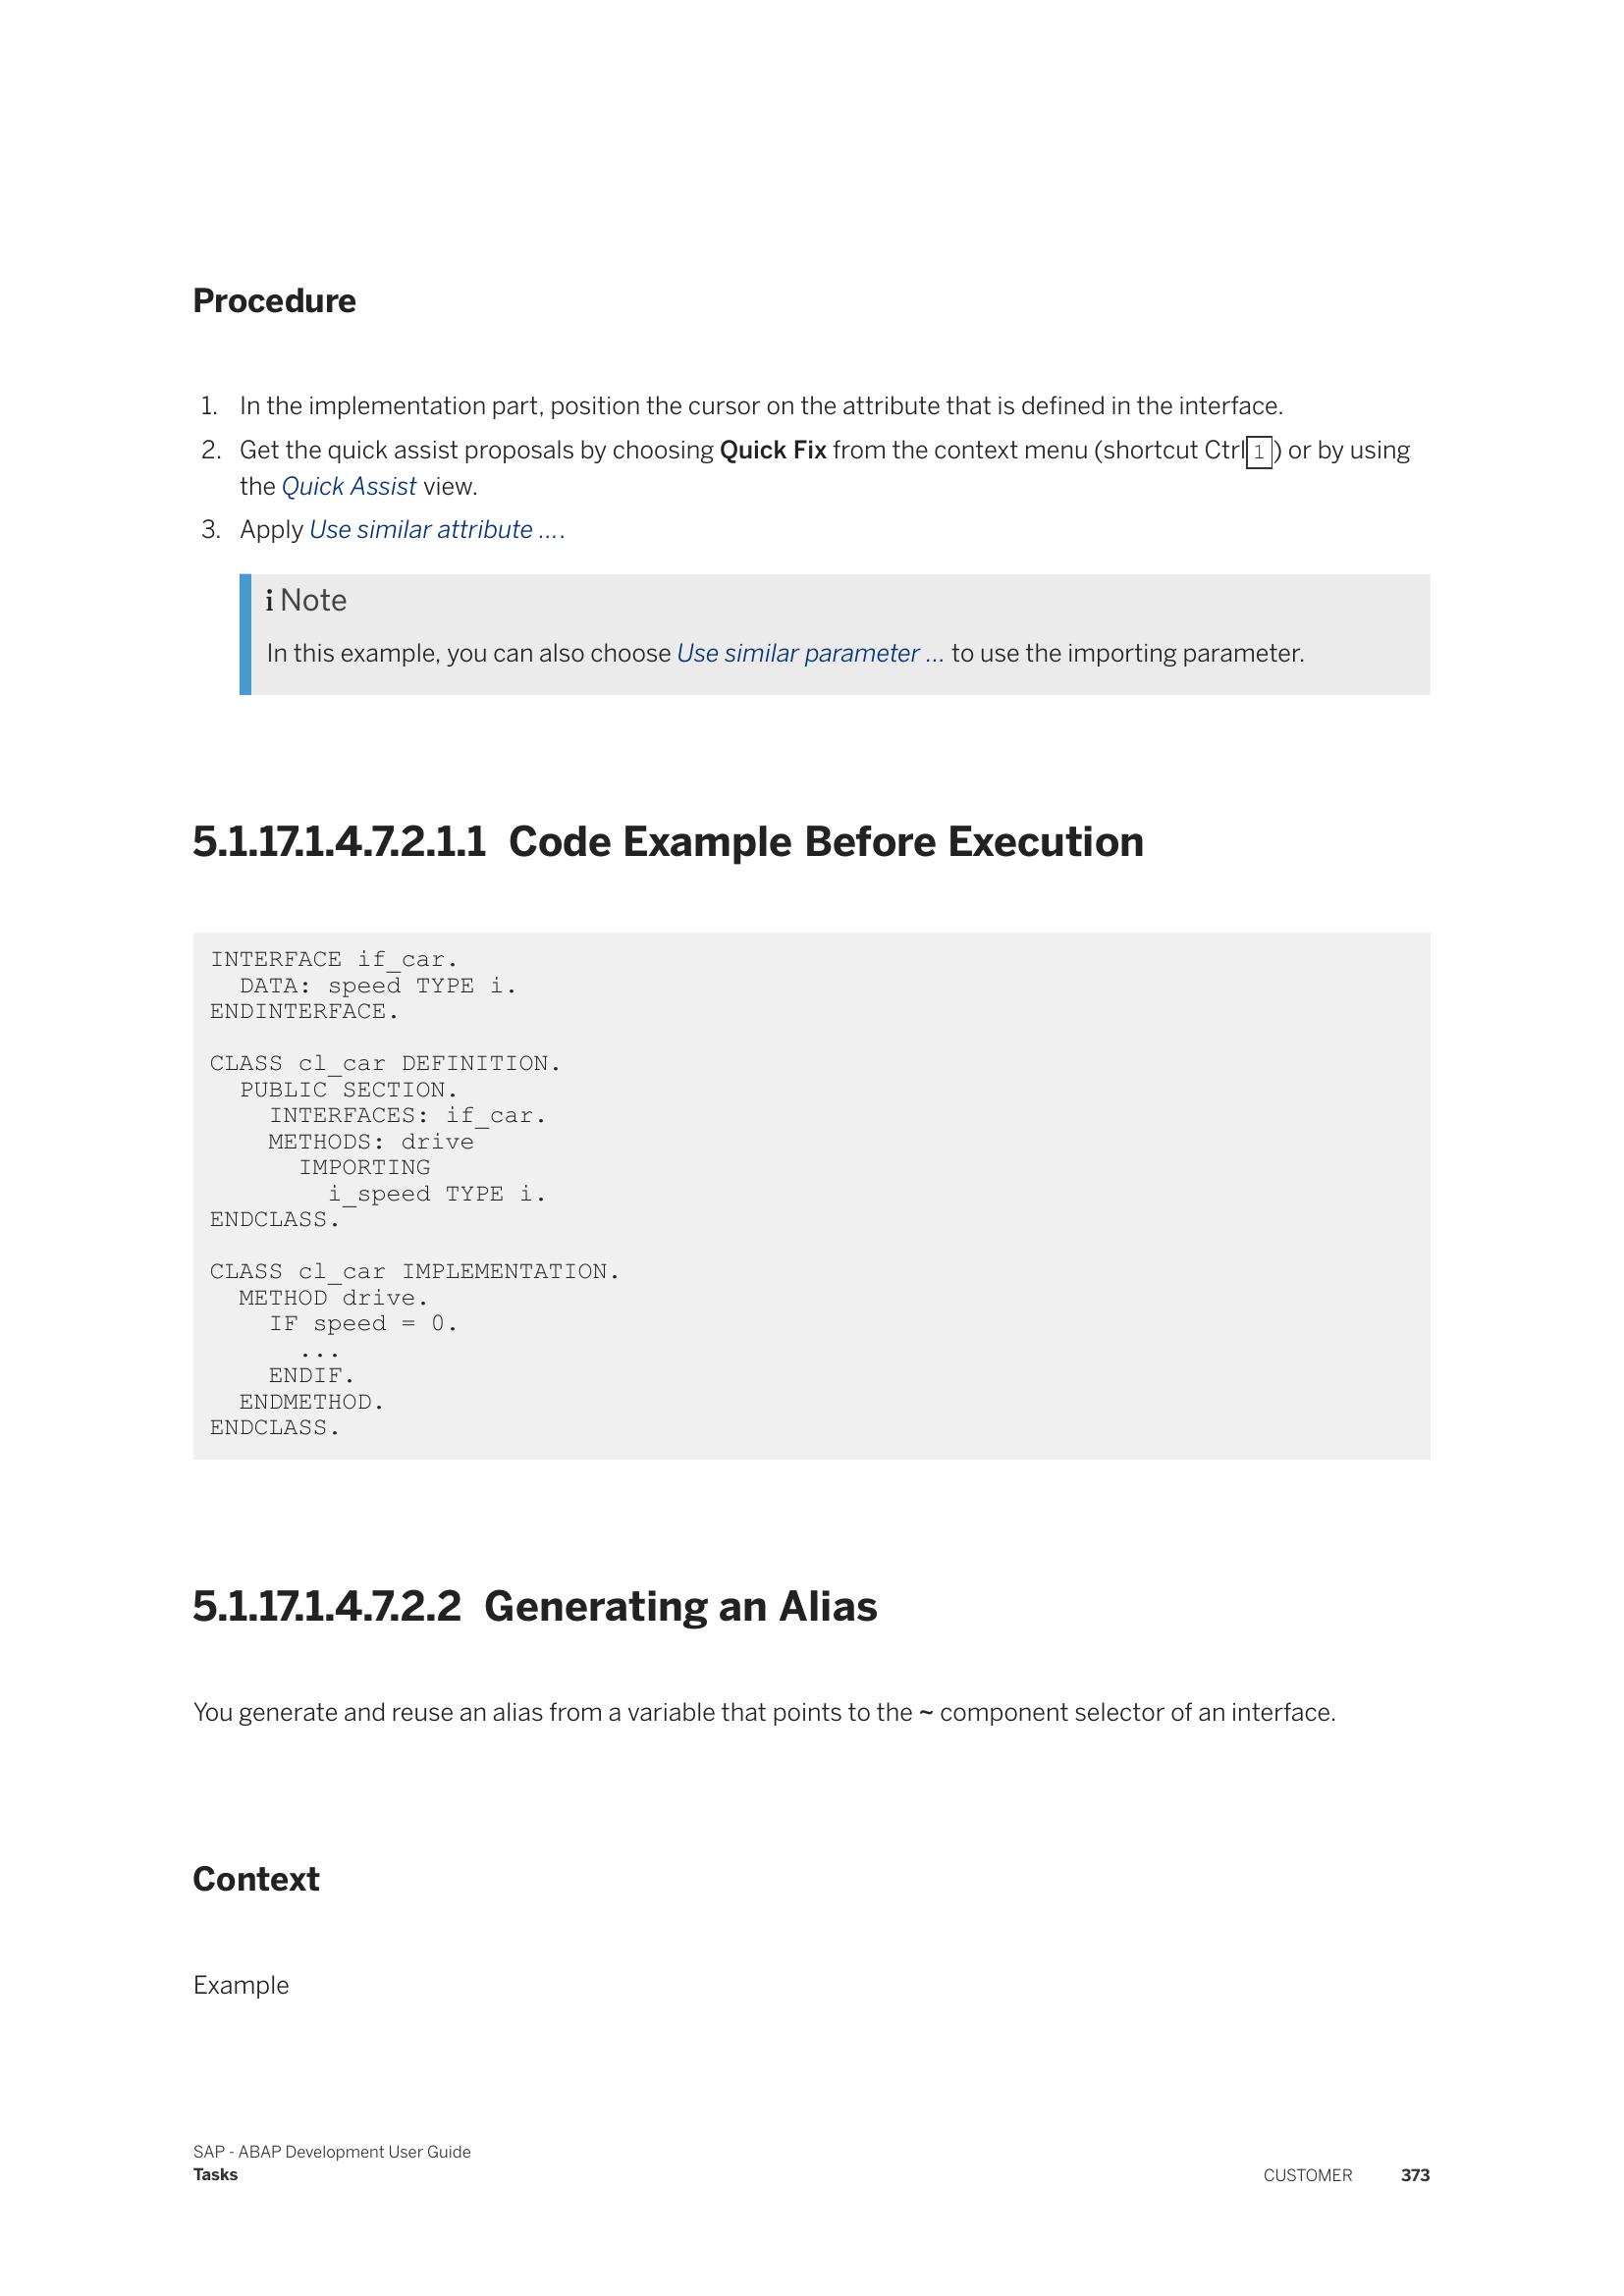 Procedure
1. In the implementation part, position the cursor on the attribute that is defined in the interface.
2. Get the quick assist proposals by choosing Quick Fix from the context menu (shortcut Ctrl 1 ) or by using
the Quick Assist view.
3. Apply Use similar attribute ....
i Note
In this example, you can also choose Use similar parameter ... to use the importing parameter.
5.1.17.1.4.7.2.1.1 Code Example Before Execution
INTERFACE if_car.
  DATA: speed TYPE i.
ENDINTERFACE.

CLASS cl_car DEFINITION.
  PUBLIC SECTION.
    INTERFACES: if_car.
    METHODS: drive
      IMPORTING
        i_speed TYPE i.
ENDCLASS.

CLASS cl_car IMPLEMENTATION.
  METHOD drive.
    IF speed = 0.
      ...
    ENDIF.
  ENDMETHOD.
ENDCLASS.
5.1.17.1.4.7.2.2 Generating an Alias
You generate and reuse an alias from a variable that points to the ~ component selector of an interface.
Context
Example
SAP - ABAP Development User Guide
Tasks
CUSTOMER 373